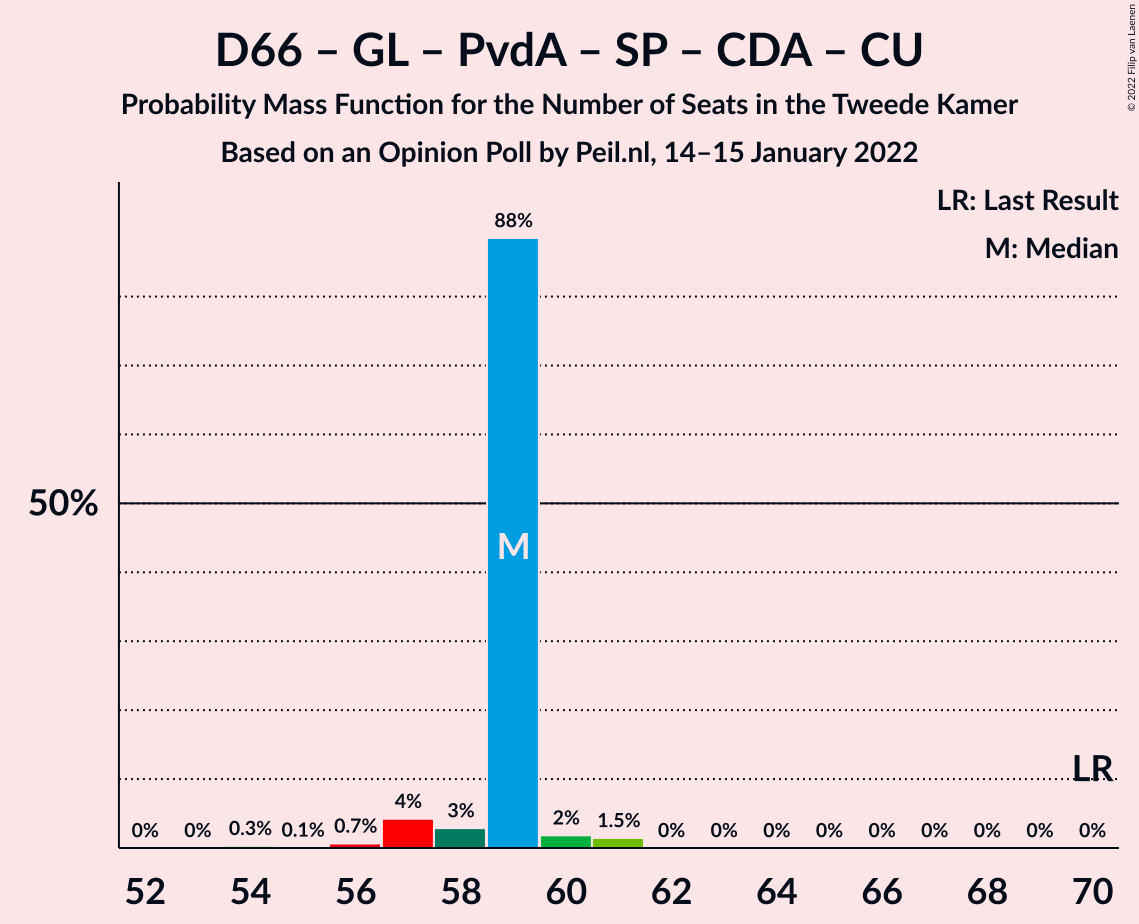 D66 – GL – PvdA – SP – CDA – CU
Probability Mass Function for the Number of Seats in the Tweede Kamer
Based on an Opinion Poll by Peil.nl, 14–15 January 2022
© 2022 Filip van Laenen
LR: Last Result
M: Median
88%
50%
M
LR
0% 0% 0.3% 0.1% 0.7% 4% 3% 2% 1.5% 0% 0% 0% 0% 0% 0% 0% 0% 0%
52 54 56 58 60 62 64 66 68 70